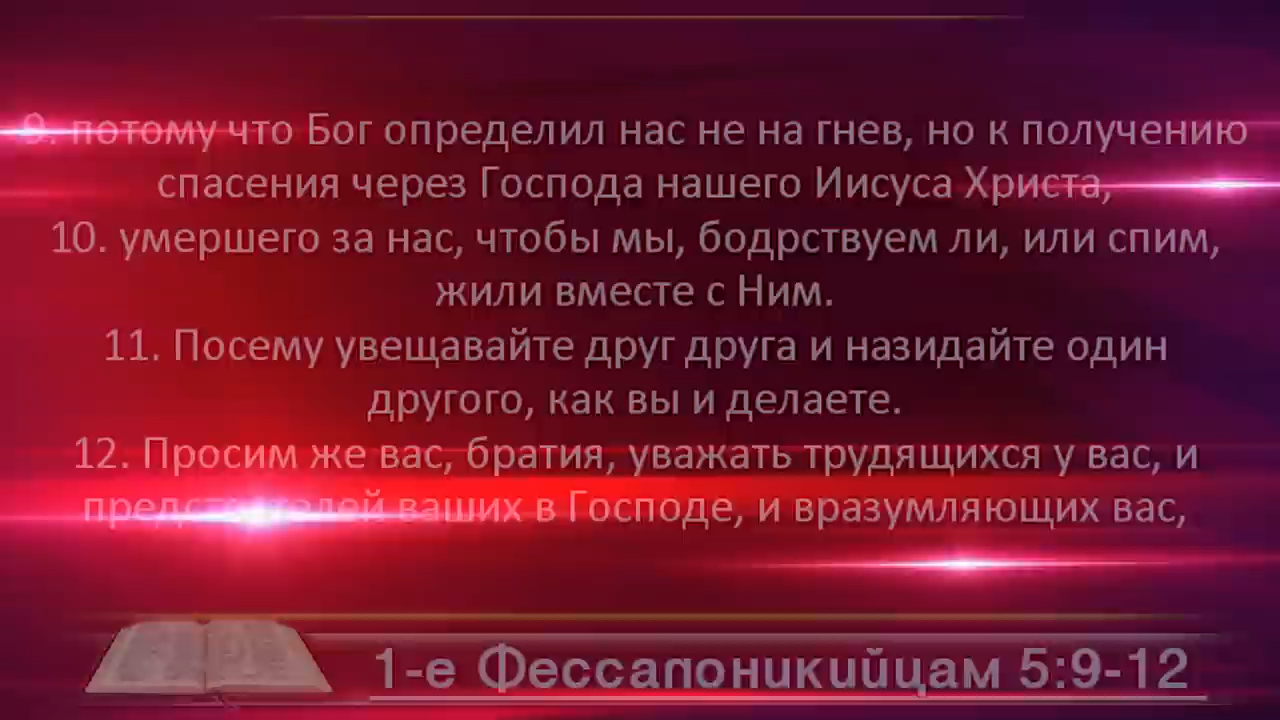 9. потому что Бог определил нас не на гнев, но к получению
спасения через Господа нашего Иисуса Христа,
10. умершего за нас, чтобы мы, бодрствуем ли, или спим,
жили вместе с Ним.
11. Посему увещавайте друг друга и назидайте один
другого, как вы и делаете.
12. Просим же вас, братия, уважать трудящихся у вас, и
предстоятелей ваших в Господе, и вразумляющих вас,
1-е Фессалоникийцам 5:9-12